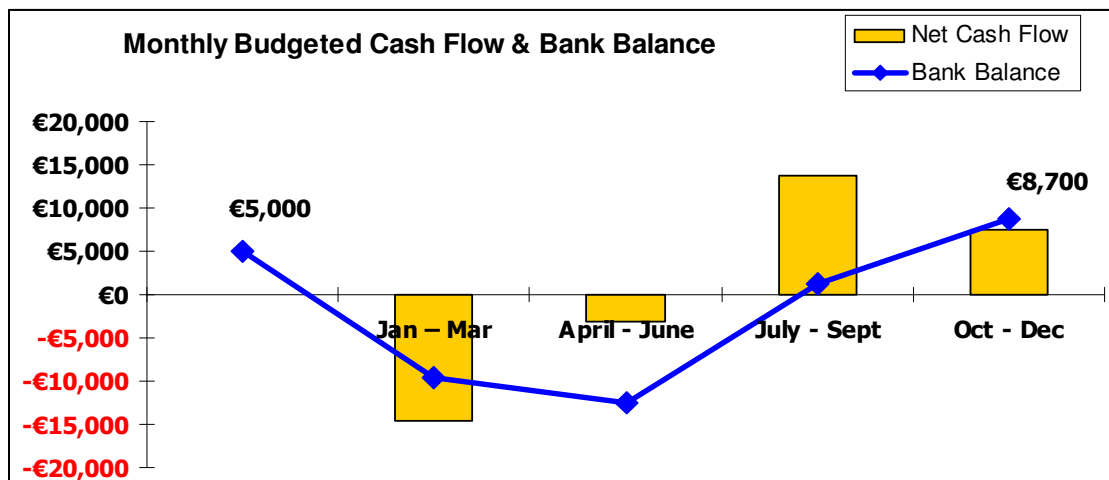 Monthly Budgeted Cash Flow & Bank Balance
Net Cash Flow
Bank Balance
€20,000
€15,000
€10,000
€5,000
€0
-€5,000
-€10,000
-€15,000
-€20,000
€5,000
€8,700
Jan – Mar
April - June
July - Sept
Oct - Dec